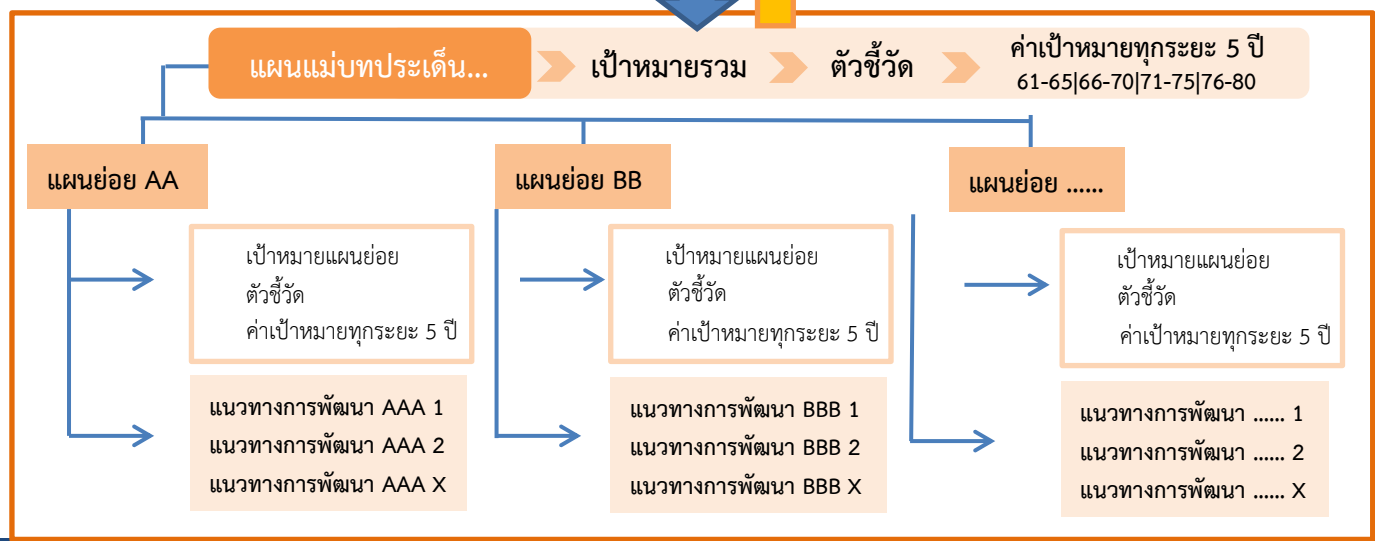 แผนแม่บทประเด็น...
เป้าหมายรวม
ตัวชี้วัด
ค่าเป้าหมายทุกระยะ 5 ปี
61-65|66-70|71-75|76-80
แผนย่อย AA
เป้าหมายแผนย่อย
ตัวชี้วัด
ค่าเป้าหมายทุกระยะ 5 ปี
แนวทางการพัฒนา AAA 1
แนวทางการพัฒนา AAA 2
แนวทางการพัฒนา AAA X
แผนย่อย BB
เป้าหมายแผนย่อย
ตัวชี้วัด
ค่าเป้าหมายทุกระยะ 5 ปี
แนวทางการพัฒนา BBB 1
แนวทางการพัฒนา BBB 2
แนวทางการพัฒนา BBB X
แผนย่อย ......
เป้าหมายแผนย่อย
ตัวชี้วัด
ค่าเป้าหมายทุกระยะ 5 ปี
แนวทางการพัฒนา ...... 1
แนวทางการพัฒนา ...... 2
แนวทางการพัฒนา ...... X